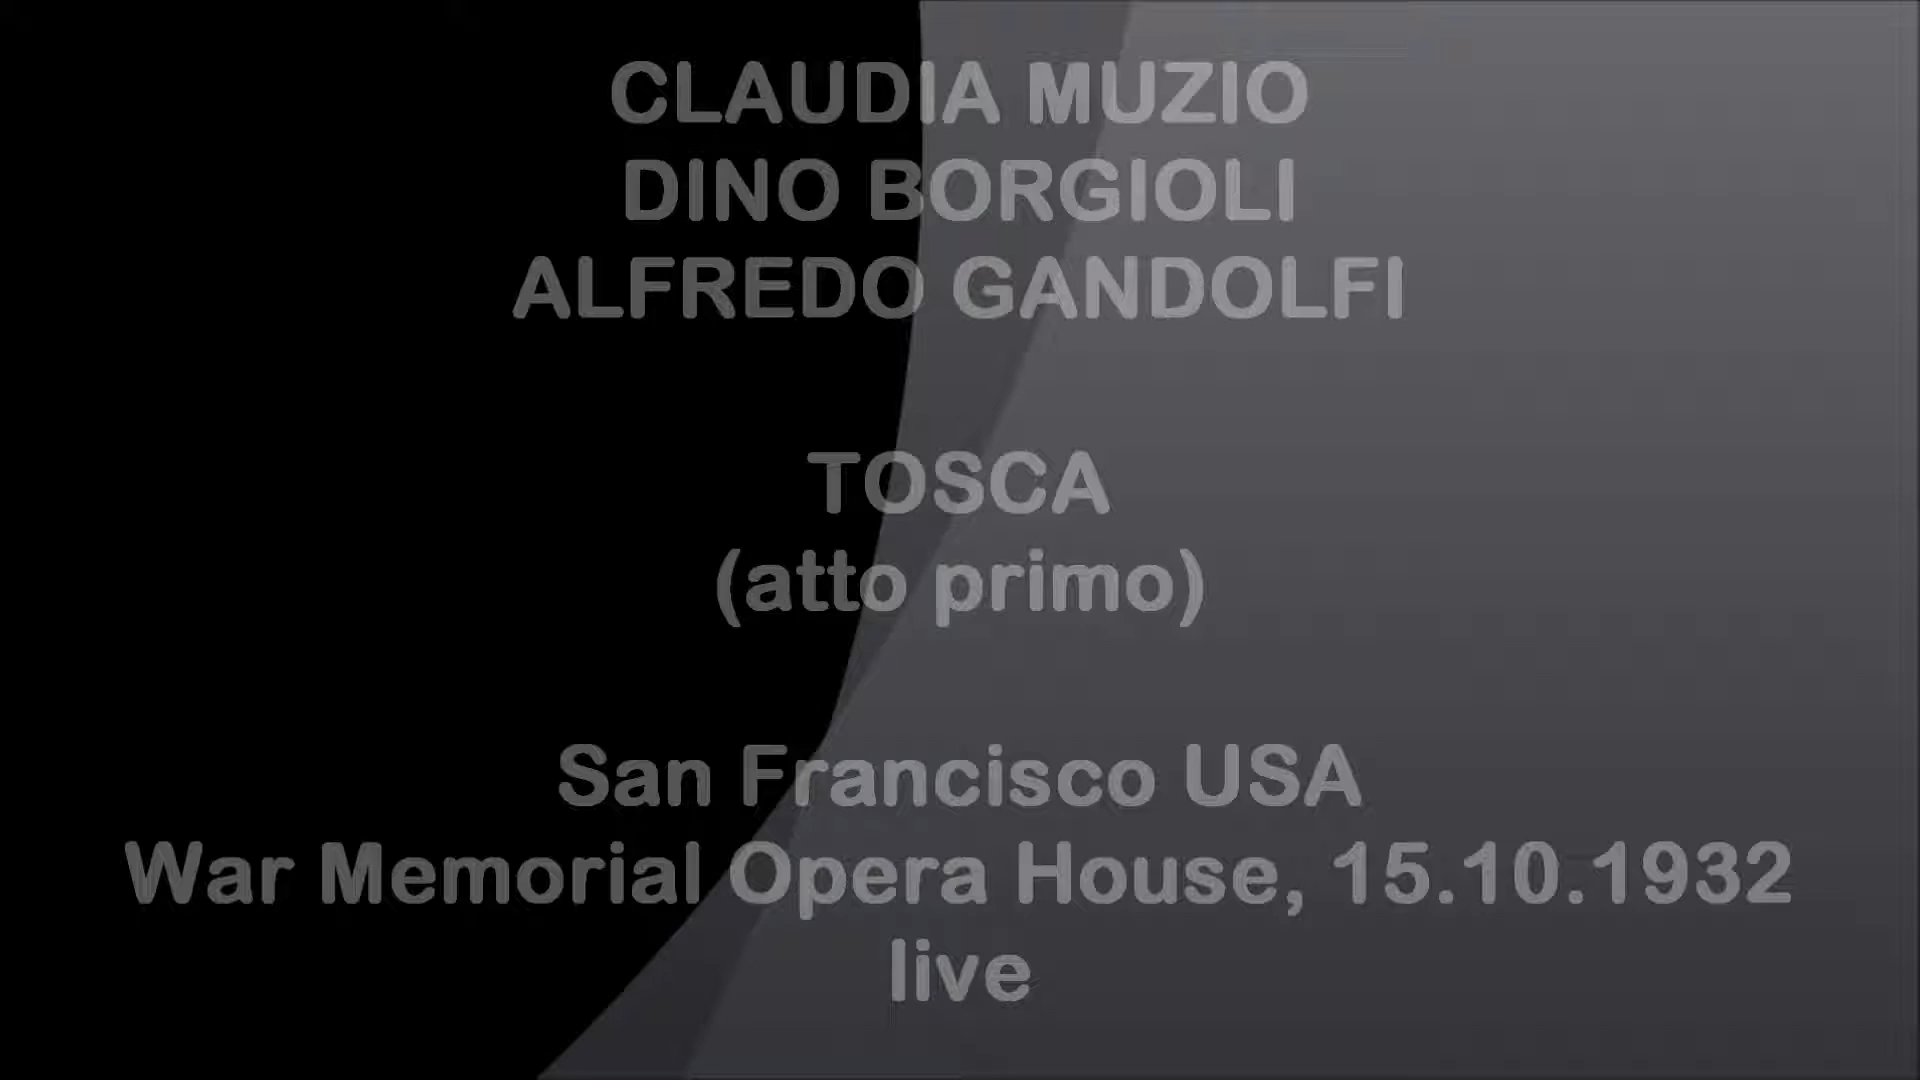 CLAUDIA MUZIO
DINO BORGIOLI
ALFREDO GANDOLFI
TOSCA
(atto primo)
San Francisco USA
War Memorial Opera House, 15.10.1932
live